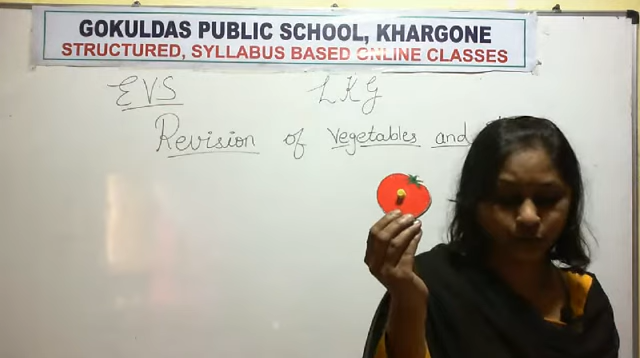 GOKULDAS PUBLIC SCHOOL, KHARGONE
STRUCTURED, SYLLABUS BASED ONLINE CLASSES
EVS LKG
Revision of vegetables and